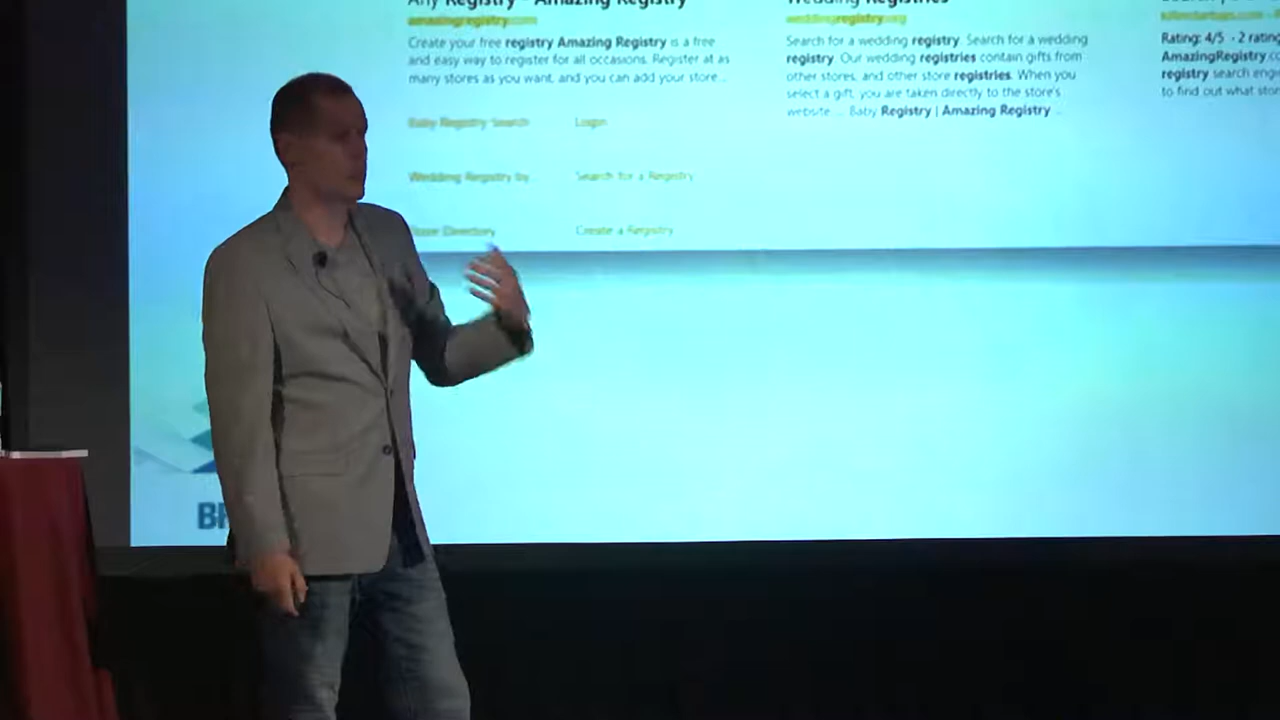 Any Registry - Amazing Registry
amazingregistry.com
Create your free registry Amazing Registry is a free
and easy way to register for all occasions. Register at as
many stores as you want, and you can add your store...
Baby Registry Search
Login
Wedding Registry by
Search for a Registry
Store Directory
Create a Registry
Wedding Registries
weddingregistry.org
Search for a wedding registry. Search for a wedding
registry. Our wedding registries contain gifts from
other stores, and other store registries. When you
select a gift, you are taken directly to the store's
website ... Baby Registry | Amazing Registry
Rating: 4/5 · 2 rating
AmazingRegistry.co
registry search eng
to find out what stor